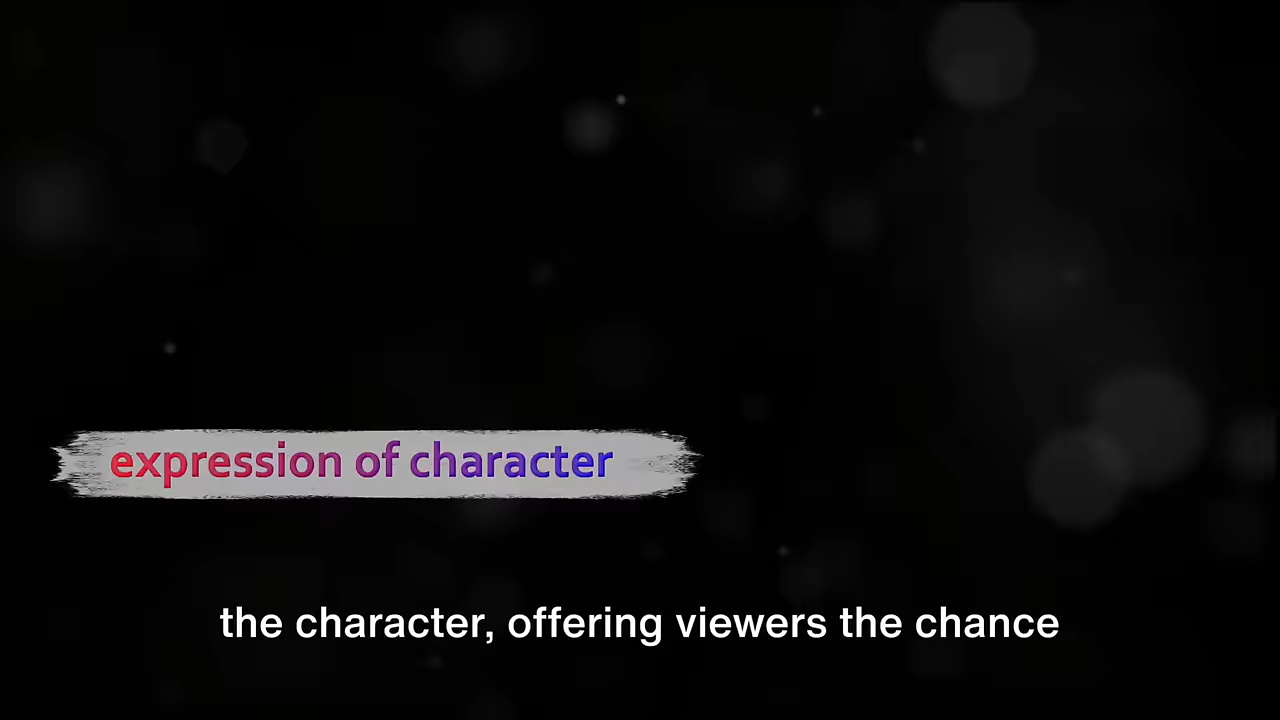 expression of character
the character, offering viewers the chance